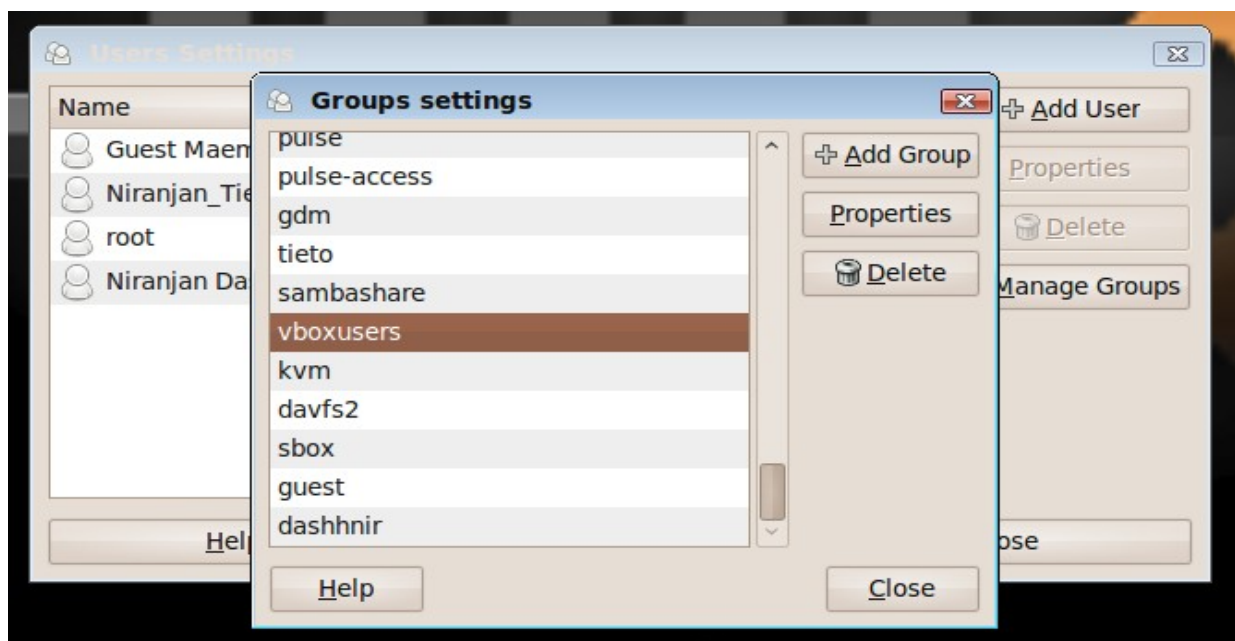 Users Settings
Name
Guest Maem
Niranjan_Tie
root
Niranjan Da
Help
Groups settings
pulse
pulse-access
gdm
tieto
sambashare
vboxusers
kvm
davfs2
sbox
guest
dashhnir
Add Group
Properties
Delete
Help
Close
Add User
Properties
Delete
Manage Groups
ose